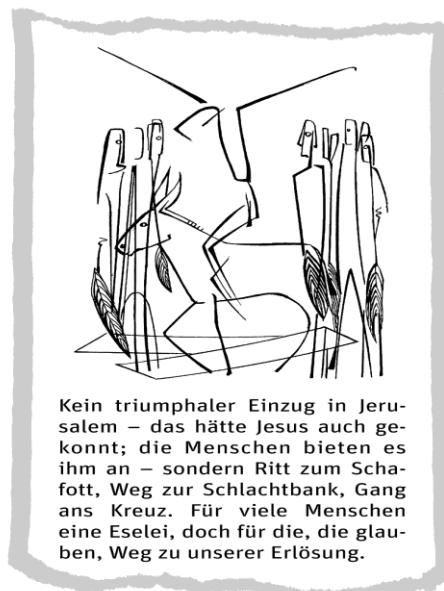 Kein triumphaler Einzug in Jeru-
salem – das hätte Jesus auch ge-
konnt; die Menschen bieten es
ihm an – sondern Ritt zum Scha-
fott, Weg zur Schlachtbank, Gang
ans Kreuz. Für viele Menschen
eine Eselei, doch für die, die glau-
ben, Weg zu unserer Erlösung.